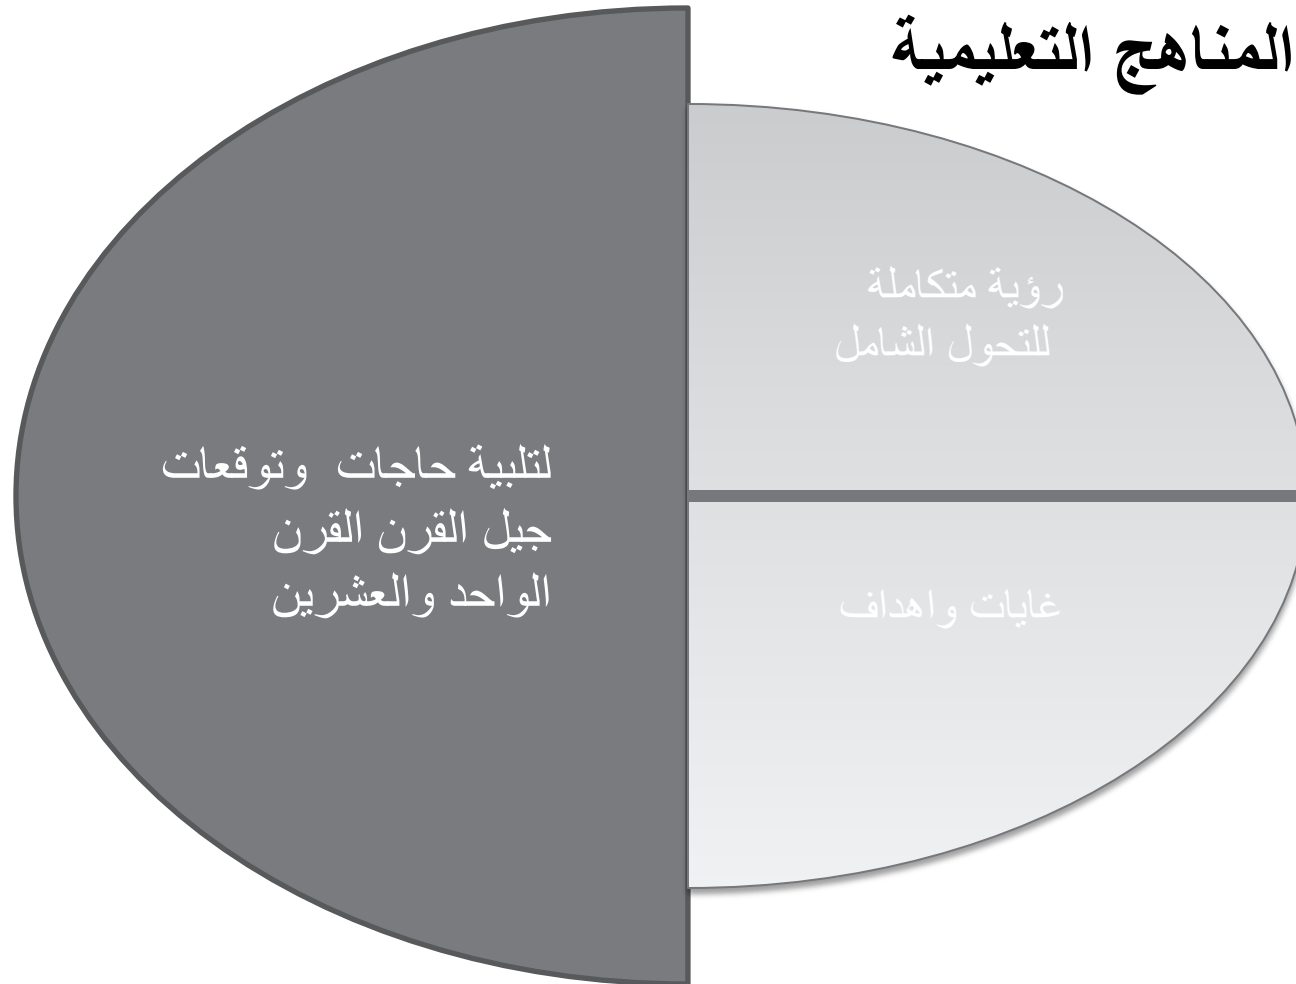 المناهج التعليمية
رؤية متكاملة
للتحول الشامل
غايات واهداف
لتلبية حاجات وتوقعات
جيل القرن القرن
الواحد والعشرين